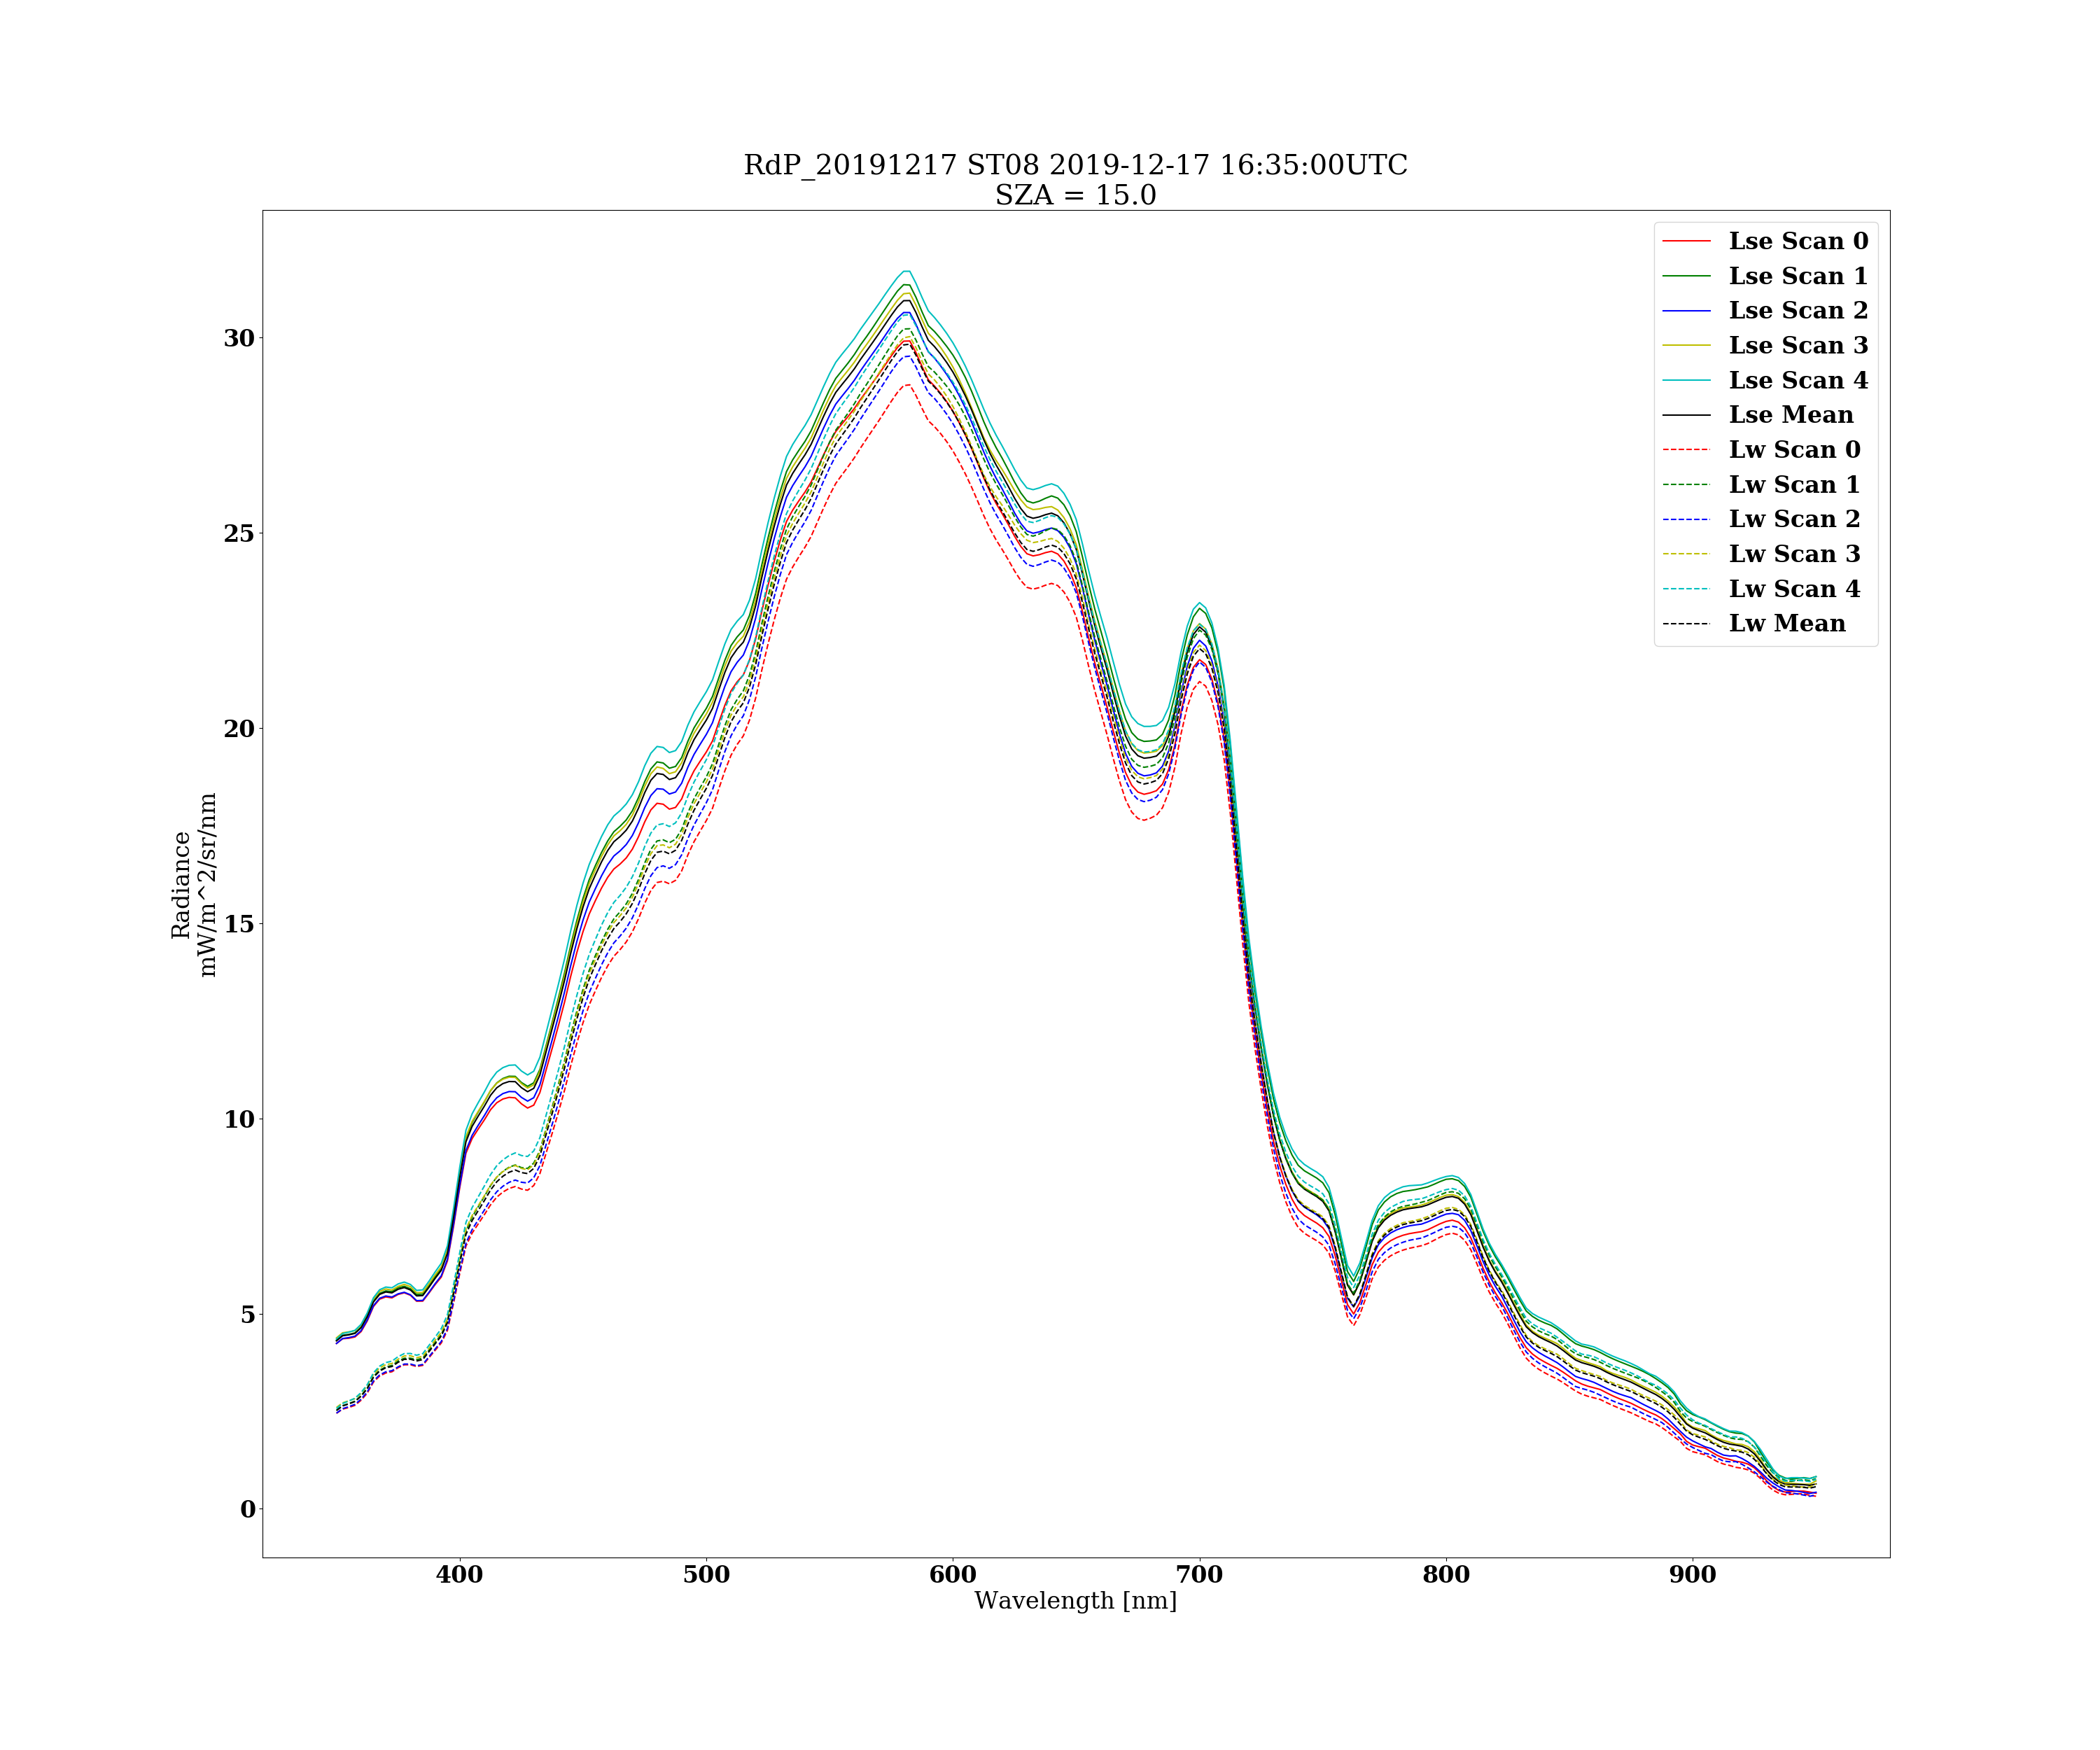 RdP_20191217 ST08 2019-12-17 16:35:00UTC
SZA = 15.0
Lse Scan 0
Lse Scan 1
Lse Scan 2
Lse Scan 3
Lse Scan 4
Lse Mean
Lw Scan 0
Lw Scan 1
Lw Scan 2
Lw Scan 3
Lw Scan 4
Lw Mean
Radiance
mW/m^2/sr/nm
30
25
20
15
10
5
0
400 500 600 700 800 900
Wavelength [nm]